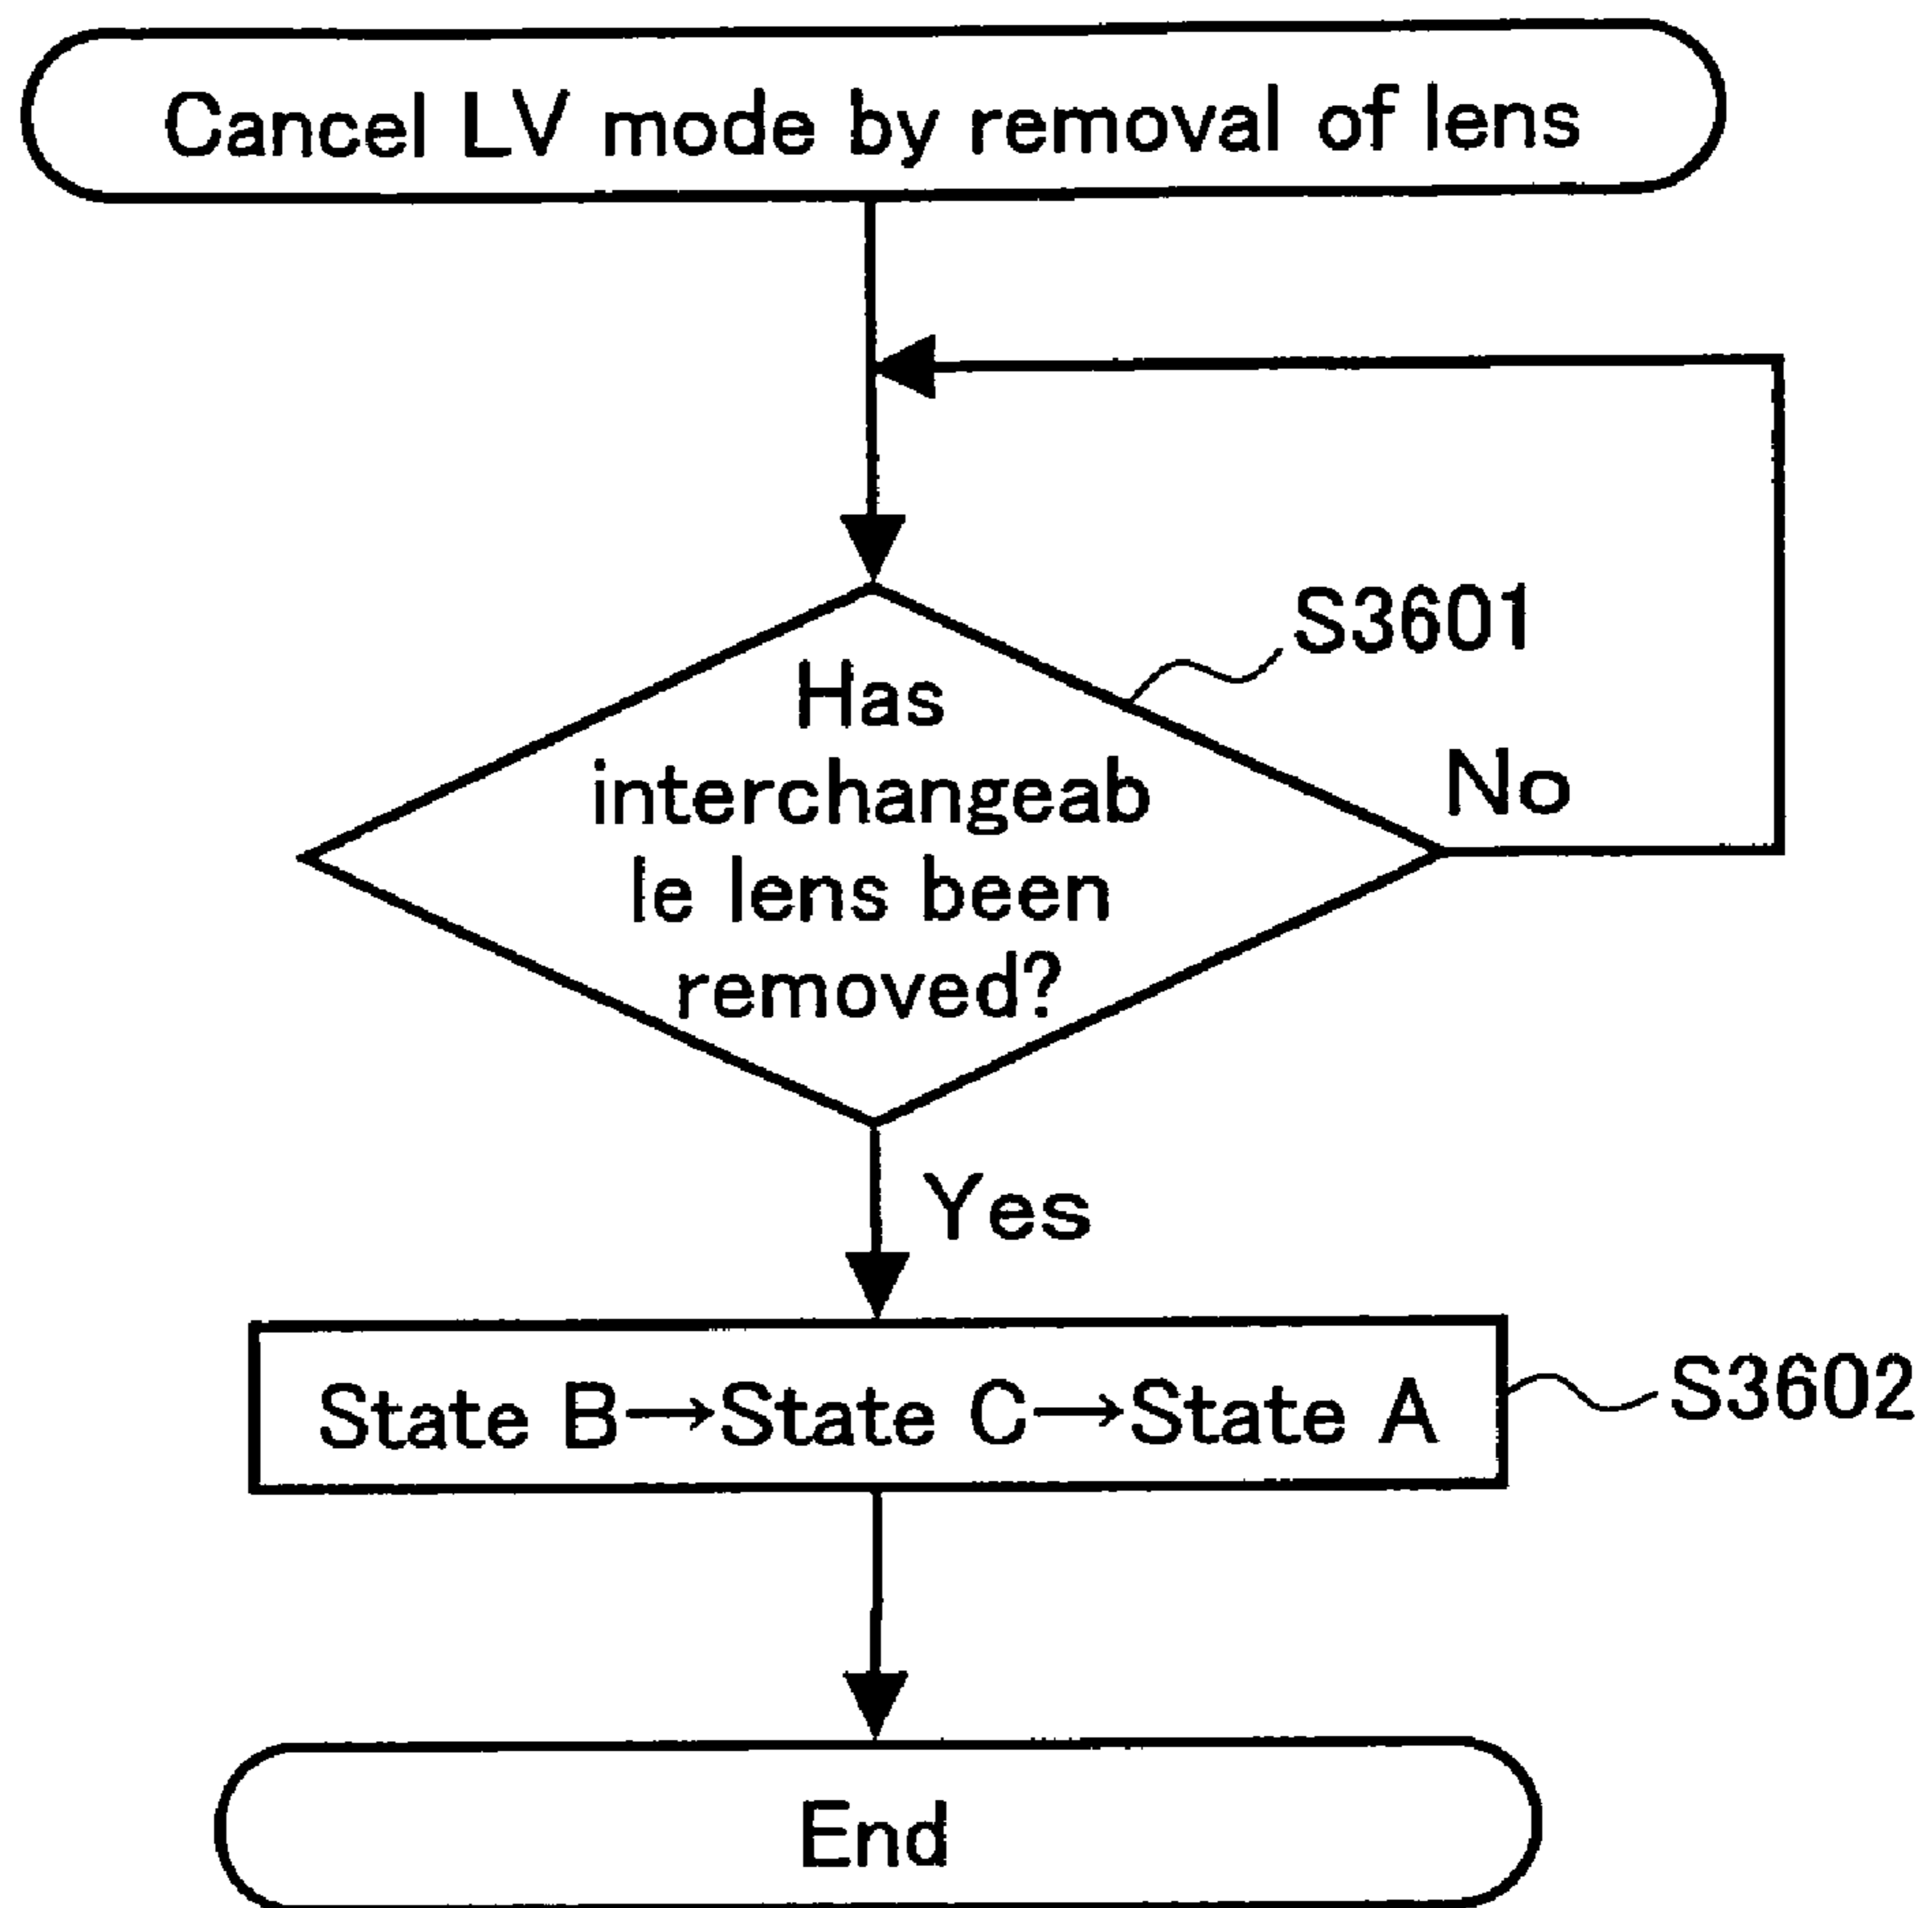 Cancel LV mode by removal of lens
S3601
Has
interchangeab
le lens been
removed?
No
Yes
State B→State C→State A
S3602
End